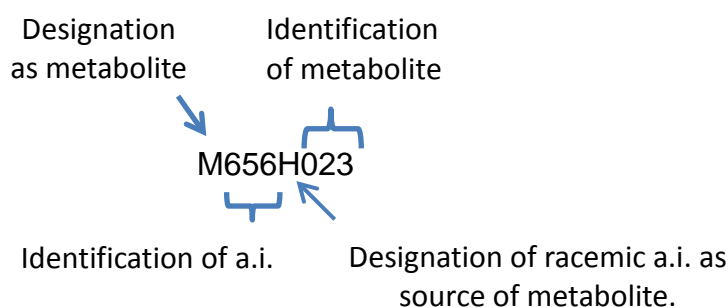 Designation
as metabolite
Identification
of metabolite
M656H023
Identification of a.i.
Designation of racemic a.i. as
source of metabolite.